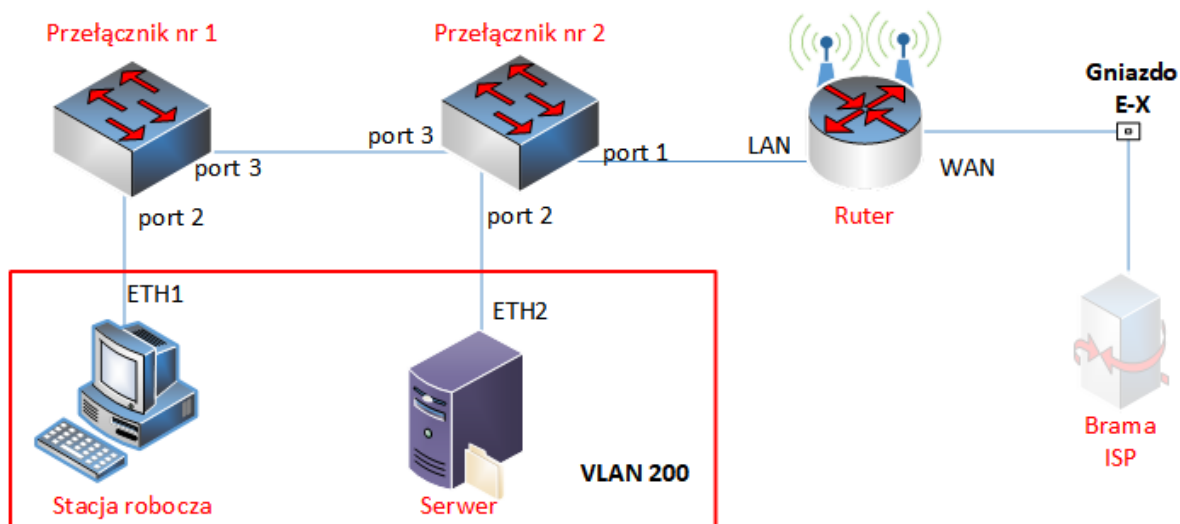 Przełącznik nr 1
Przełącznik nr 2
Gniazdo
E-X
port 3
port 3
port 1
LAN
WAN
port 2
port 2
Ruter
ETH1
ETH2
Brama
ISP
VLAN 200
Stacja robocza
Serwer